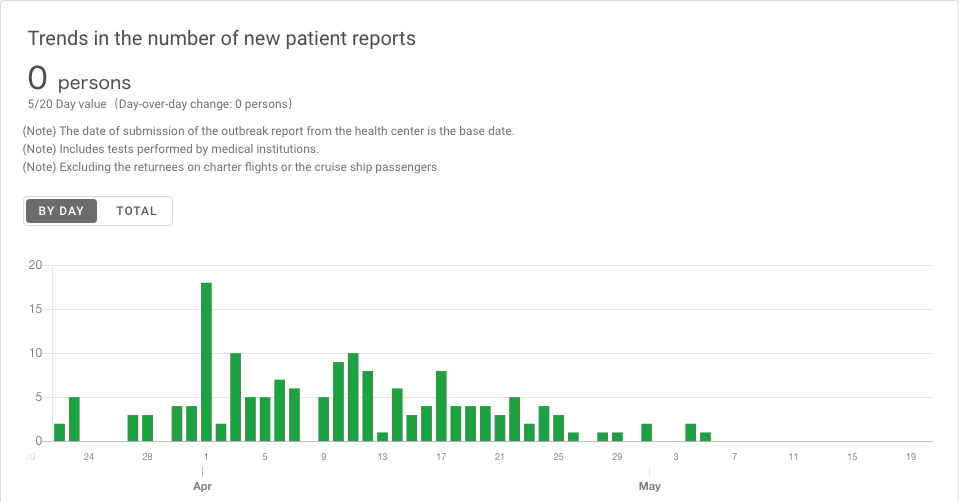 Trends in the number of new patient reports
0 persons
5/20 Day value (Day-over-day change: 0 persons)
(Note) The date of submission of the outbreak report from the health center is the base date.
(Note) Includes tests performed by medical institutions.
(Note) Excluding the returnees on charter flights or the cruise ship passengers
BY DAY TOTAL
20
15
10
5
0
20 24 28 1 5 9 13 17 21 25 29 3 7 11 15 19
Apr May